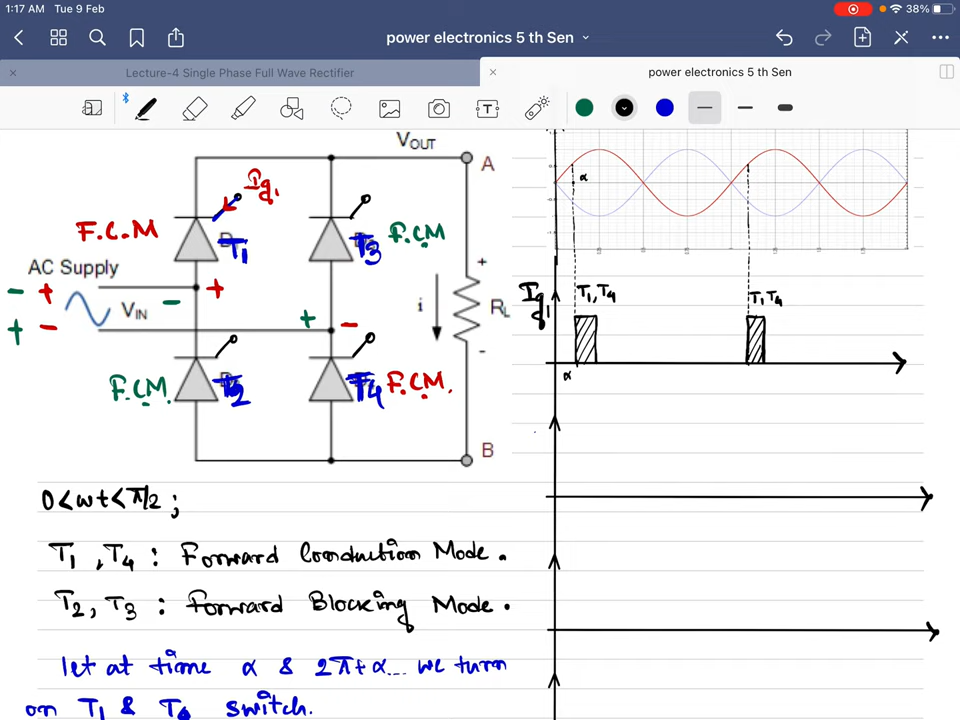 1:17 AM Tue 9 Feb
38%
power electronics 5 th Sen
Lecture-4 Single Phase Full Wave Rectifier
power electronics 5 th Sen
VOUT
A
Ig1
F.C.M
T1
T3
F.C.M
AC Supply
- +
+ -
VIN
+
-
+
-
i
+
RL
-
F.C.M.
T2
T4
F.C.M.
B
α
Ig1
T1, T4
T1, T4
α
0 < wt < π/2 ;
T1 , T4 : Forward Conduction Mode .
T2, T3 : Forward Blocking Mode .
let at time α & 2π+α... we turn
on T1 & T4 switch.